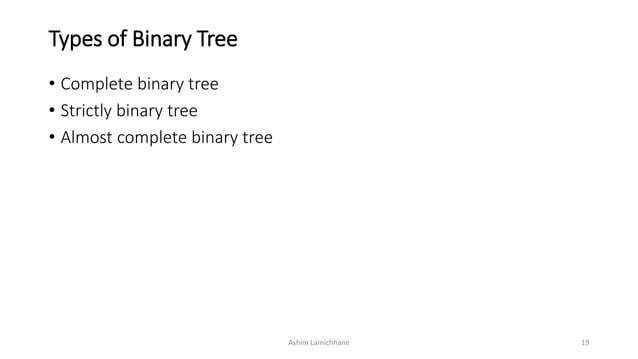 Types of Binary Tree
• Complete binary tree
• Strictly binary tree
• Almost complete binary tree
Ashim Lamichhane 19